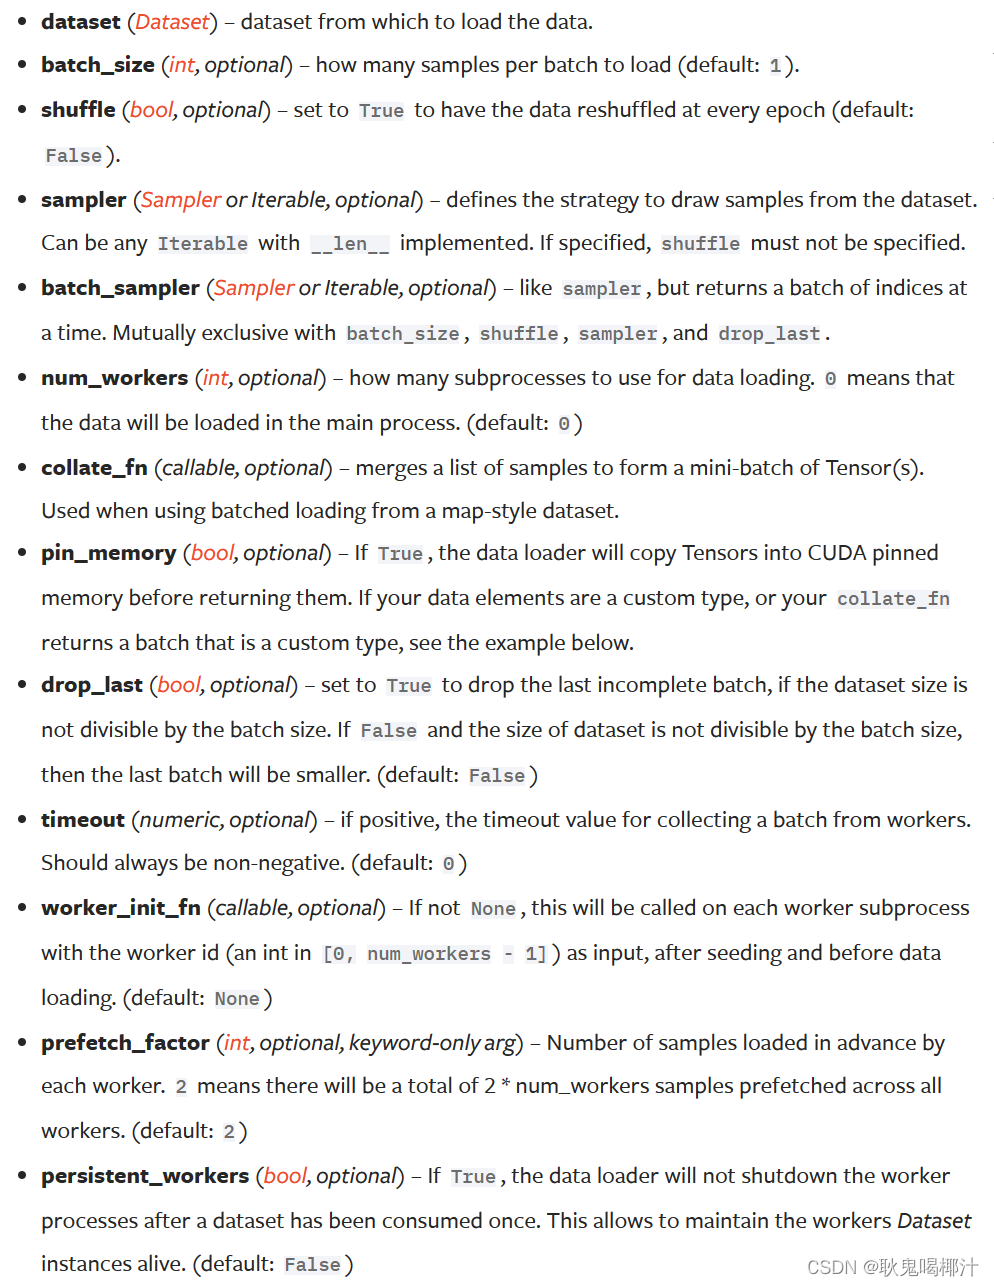 • dataset (Dataset) – dataset from which to load the data.
• batch_size (int, optional) – how many samples per batch to load (default: 1).
• shuffle (bool, optional) – set to True to have the data reshuffled at every epoch (default:
False).
• sampler (Sampler or Iterable, optional) – defines the strategy to draw samples from the dataset.
Can be any Iterable with __len__ implemented. If specified, shuffle must not be specified.
• batch_sampler (Sampler or Iterable, optional) – like sampler, but returns a batch of indices at
a time. Mutually exclusive with batch_size, shuffle, sampler, and drop_last.
• num_workers (int, optional) – how many subprocesses to use for data loading. 0 means that
the data will be loaded in the main process. (default: 0)
• collate_fn (callable, optional) – merges a list of samples to form a mini-batch of Tensor(s).
Used when using batched loading from a map-style dataset.
• pin_memory (bool, optional) – If True, the data loader will copy Tensors into CUDA pinned
memory before returning them. If your data elements are a custom type, or your collate_fn
returns a batch that is a custom type, see the example below.
• drop_last (bool, optional) – set to True to drop the last incomplete batch, if the dataset size is
not divisible by the batch size. If False and the size of dataset is not divisible by the batch size,
then the last batch will be smaller. (default: False)
• timeout (numeric, optional) – if positive, the timeout value for collecting a batch from workers.
Should always be non-negative. (default: 0)
• worker_init_fn (callable, optional) – If not None, this will be called on each worker subprocess
with the worker id (an int in [0, num_workers - 1]) as input, after seeding and before data
loading. (default: None)
• prefetch_factor (int, optional, keyword-only arg) – Number of samples loaded in advance by
each worker. 2 means there will be a total of 2 * num_workers samples prefetched across all
workers. (default: 2)
• persistent_workers (bool, optional) – If True, the data loader will not shutdown the worker
processes after a dataset has been consumed once. This allows to maintain the workers Dataset
instances alive. (default: False)
CSDN @耿鬼喝椰汁